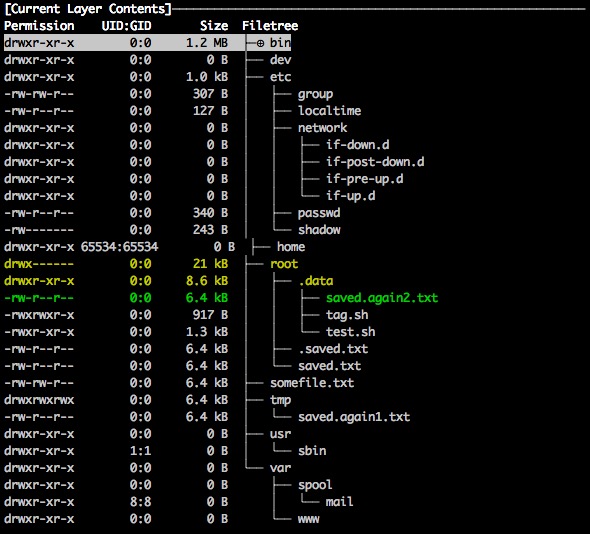 [Current Layer Contents]
Permission    UID:GID       Size  Filetree
drwxr-xr-x        0:0     1.2 MB  ├─⊕ bin
drwxr-xr-x        0:0        0 B  ├── dev
drwxr-xr-x        0:0     1.0 kB  ├── etc
-rw-rw-r--        0:0      307 B  │   ├── group
-rw-r--r--        0:0      127 B  │   ├── localtime
drwxr-xr-x        0:0        0 B  │   ├── network
drwxr-xr-x        0:0        0 B  │   │   ├── if-down.d
drwxr-xr-x        0:0        0 B  │   │   ├── if-post-down.d
drwxr-xr-x        0:0        0 B  │   │   ├── if-pre-up.d
drwxr-xr-x        0:0        0 B  │   │   └── if-up.d
-rw-r--r--        0:0      340 B  │   ├── passwd
-rw-------        0:0      243 B  │   └── shadow
drwxr-xr-x 65534:65534        0 B  ├── home
drwx------        0:0      21 kB  ├── root
drwxr-xr-x        0:0     8.6 kB  │   ├── .data
-rw-r--r--        0:0     6.4 kB  │   │   ├── saved.again2.txt
-rwxrwxr-x        0:0      917 B  │   │   ├── tag.sh
-rwxr-xr-x        0:0     1.3 kB  │   │   └── test.sh
-rw-r--r--        0:0     6.4 kB  │   ├── .saved.txt
-rw-r--r--        0:0     6.4 kB  │   └── saved.txt
-rw-rw-r--        0:0     6.4 kB  ├── somefile.txt
drwxrwxrwx        0:0     6.4 kB  ├── tmp
-rw-r--r--        0:0     6.4 kB  │   └── saved.again1.txt
drwxr-xr-x        0:0        0 B  ├── usr
drwxr-xr-x        1:1        0 B  │   └── sbin
drwxr-xr-x        0:0        0 B  └── var
drwxr-xr-x        0:0        0 B      ├── spool
drwxr-xr-x        8:8        0 B      │   └── mail
drwxr-xr-x        0:0        0 B      └── www